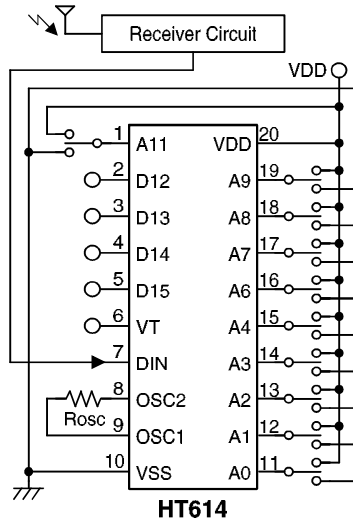 Receiver Circuit
VDD
1 A11 VDD 20
2 D12 A9 19
3 D13 A8 18
4 D14 A7 17
5 D15 A6 16
6 VT A4 15
7 DIN A3 14
8 OSC2 A2 13
Rosc
9 OSC1 A1 12
10 VSS A0 11
HT614